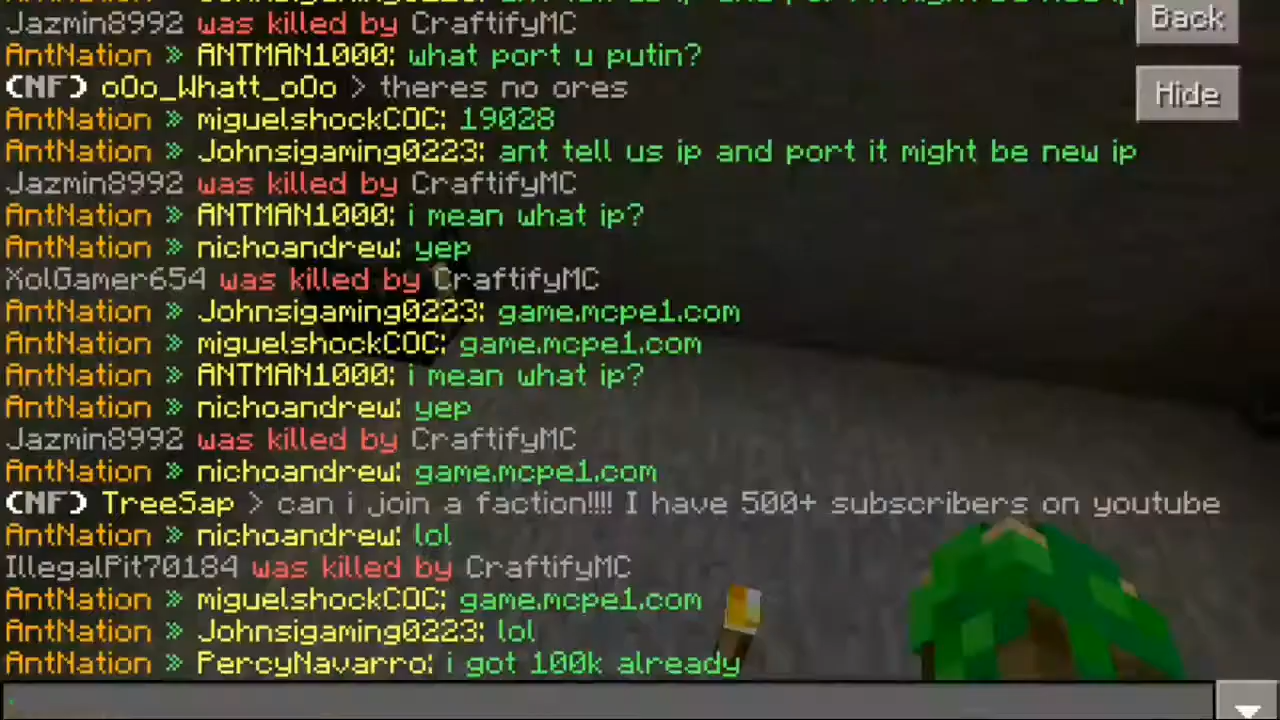 Jazmin8992 was killed by CraftifyMC
AntNation » ANTMAN1000: what port u putin?
(NF) o0o_Whatt_o0o > theres no ores
AntNation » miguelshockCOC: 19028
AntNation » Johnsigaming0223: ant tell us ip and port it might be new ip
Jazmin8992 was killed by CraftifyMC
AntNation » ANTMAN1000: i mean what ip?
AntNation » nichoandrew: yep
XolGamer654 was killed by CraftifyMC
AntNation » Johnsigaming0223: game.mcpe1.com
AntNation » miguelshockCOC: game.mcpe1.com
AntNation » ANTMAN1000: i mean what ip?
AntNation » nichoandrew: yep
Jazmin8992 was killed by CraftifyMC
AntNation » nichoandrew: game.mcpe1.com
(NF) TreeSap > can i join a faction!!!! I have 500+ subscribers on youtube
AntNation » nichoandrew: lol
IllegalPit70184 was killed by CraftifyMC
AntNation » miguelshockCOC: game.mcpe1.com
AntNation » Johnsigaming0223: lol
AntNation » PercyNavarro: i got 100k already
Back
Hide